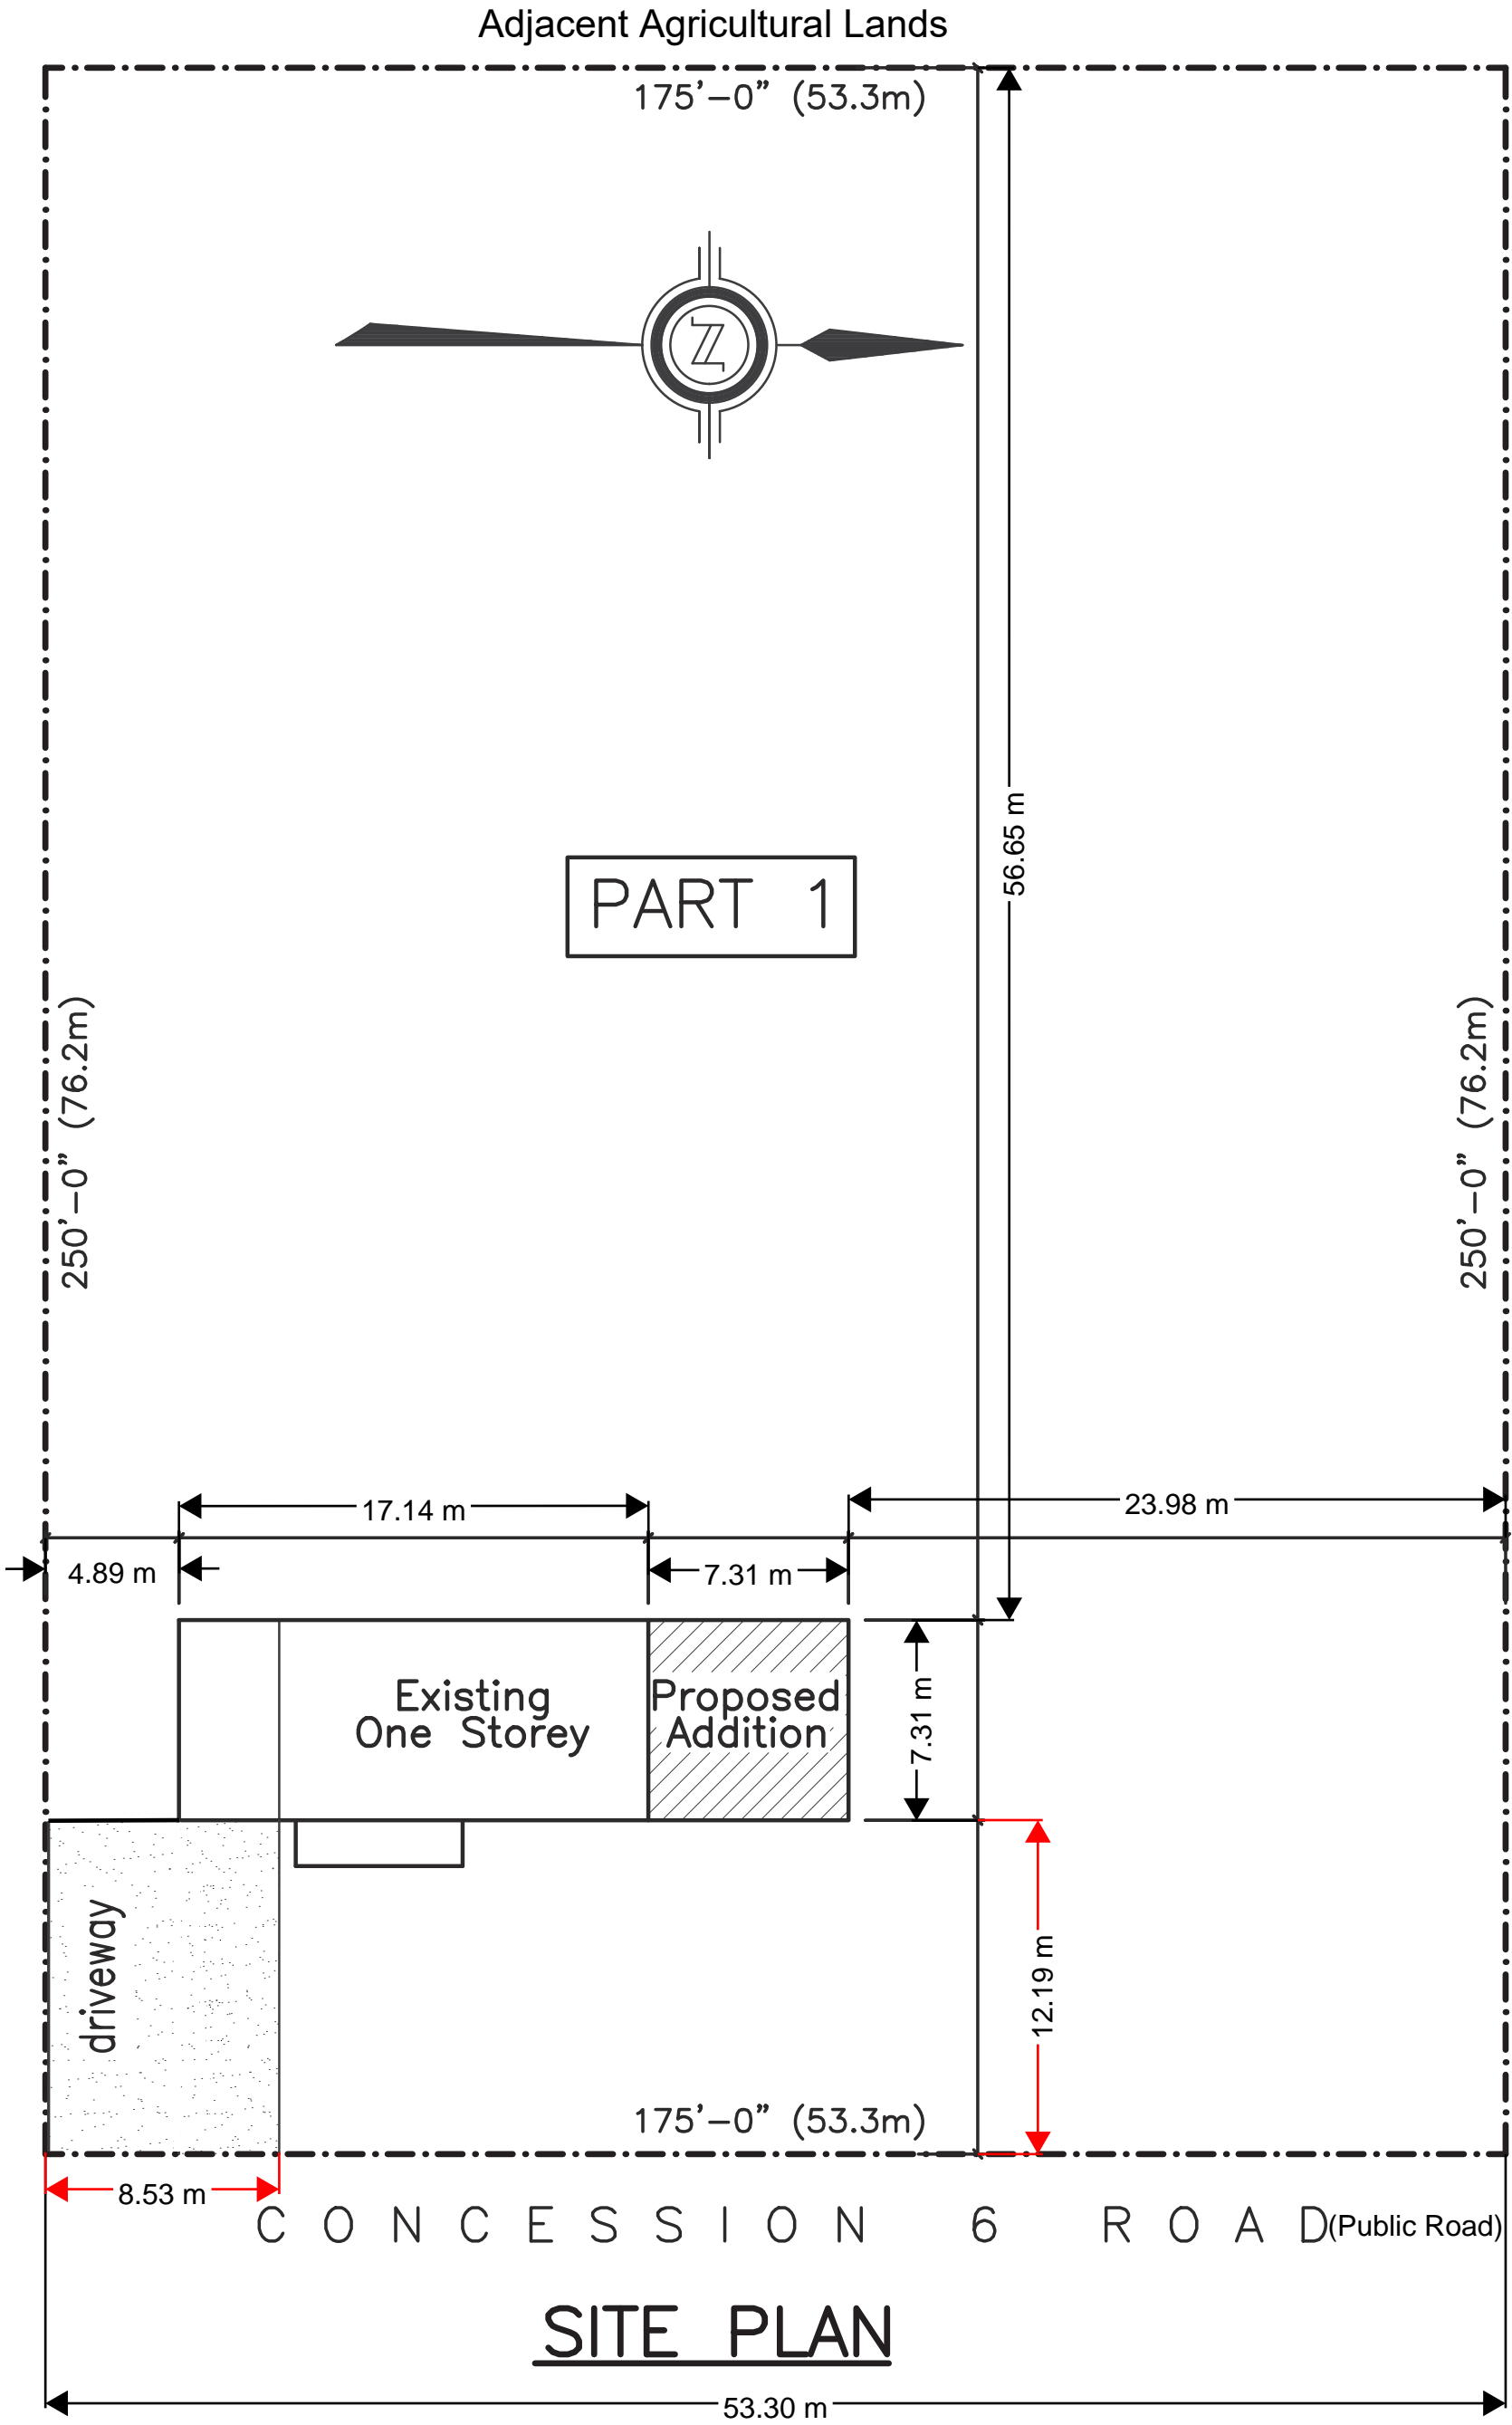 Adjacent Agricultural Lands
175'-0" (53.3m)
Z
56.65 m
PART 1
250'-0" (76.2m)
250'-0" (76.2m)
17.14 m
23.98 m
4.89 m
7.31 m
Existing
One Storey
Proposed
Addition
7.31 m
driveway
12.19 m
175'-0" (53.3m)
8.53 m
CONCESSION 6 ROAD (Public Road)
SITE PLAN
53.30 m